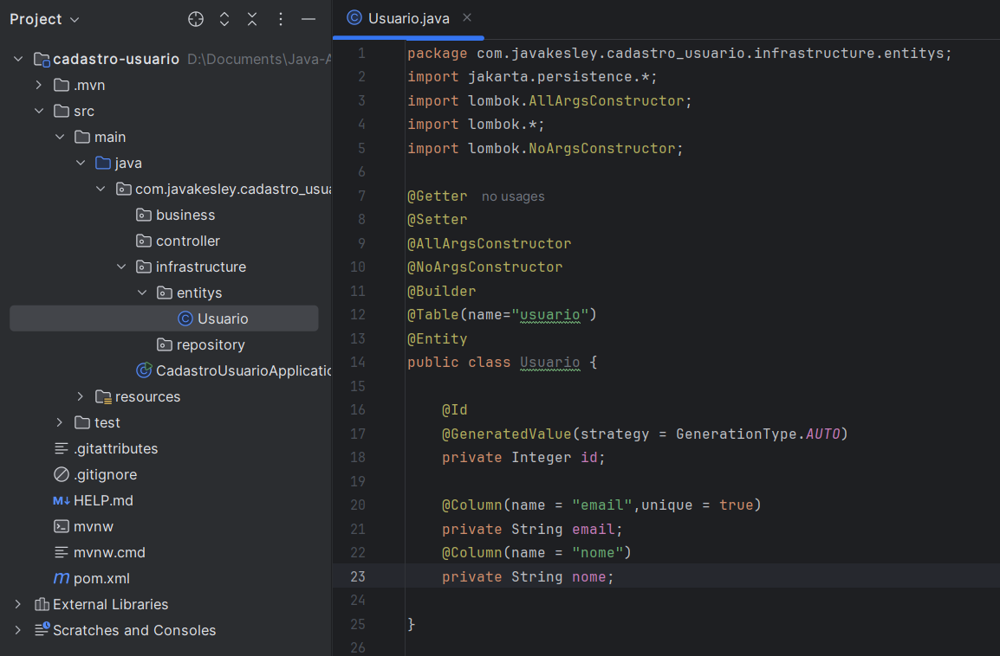 Project
cadastro-usuario D:\Documents\Java-A
.mvn
src
main
java
com.javakesley.cadastro_usua
business
controller
infrastructure
entitys
Usuario
repository
CadastroUsuarioApplicatio
resources
test
.gitattributes
.gitignore
M↓ HELP.md
mvnw
mvnw.cmd
m pom.xml
External Libraries
Scratches and Consoles
Usuario.java
1 package com.javakesley.cadastro_usuario.infrastructure.entitys;
2 import jakarta.persistence.*;
3 import lombok.AllArgsConstructor;
4 import lombok.*;
5 import lombok.NoArgsConstructor;
6
7 @Getter no usages
8 @Setter
9 @AllArgsConstructor
10 @NoArgsConstructor
11 @Builder
12 @Table(name="usuario")
13 @Entity
14 public class Usuario {
15
16 @Id
17 @GeneratedValue(strategy = GenerationType.AUTO)
18 private Integer id;
19
20 @Column(name = "email",unique = true)
21 private String email;
22 @Column(name = "nome")
23 private String nome;
24
25 }
26